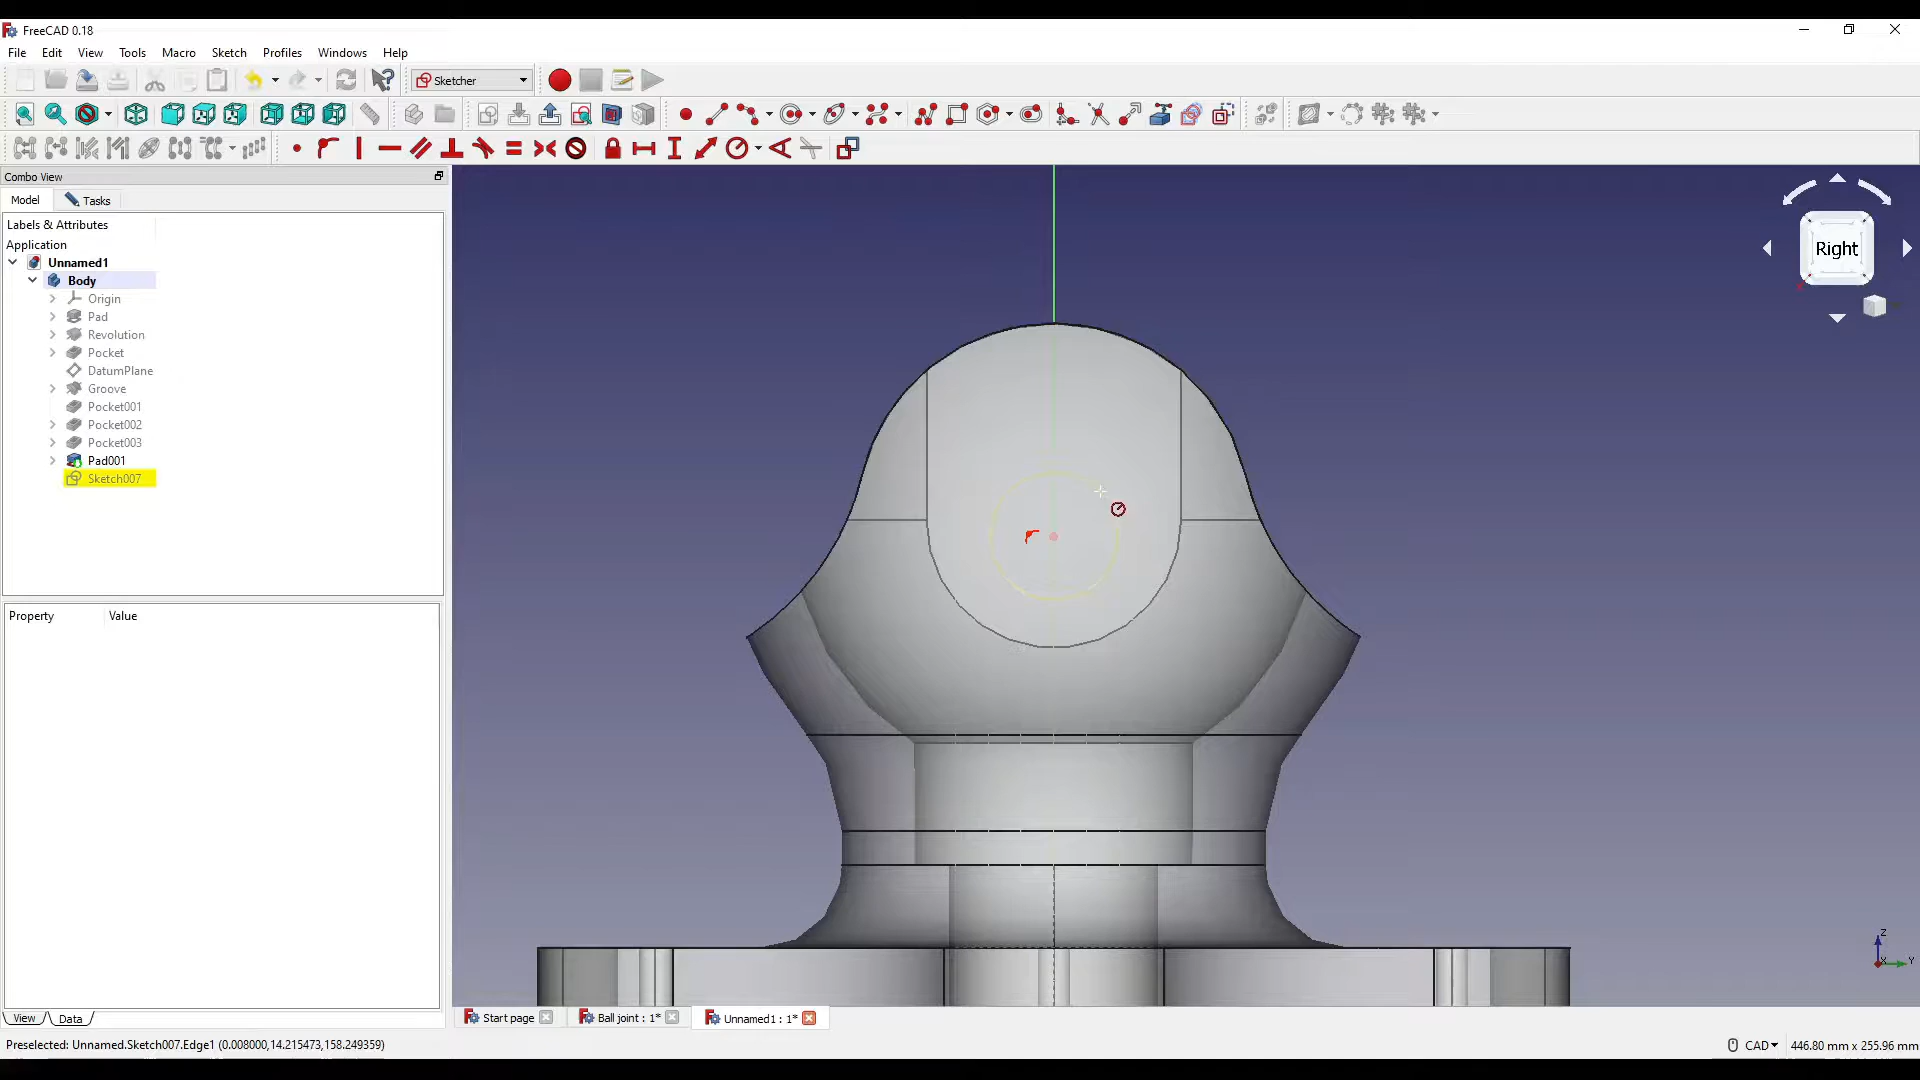 FreeCAD 0.18
File Edit View Tools Macro Sketch Profiles Windows Help
Sketcher
Combo View
Model Tasks
Labels & Attributes
Application
Unnamed1
Body
Origin
Pad
Revolution
Pocket
DatumPlane
Groove
Pocket001
Pocket002
Pocket003
Pad001
Sketch007
Property Value
Right
Z
X Y
View Data
Start page Ball joint : 1* Unnamed1 : 1*
Preselected: Unnamed.Sketch007.Edge1 (0.008000,14.215473,158.249359) CAD 446.80 mm x 255.96 mm